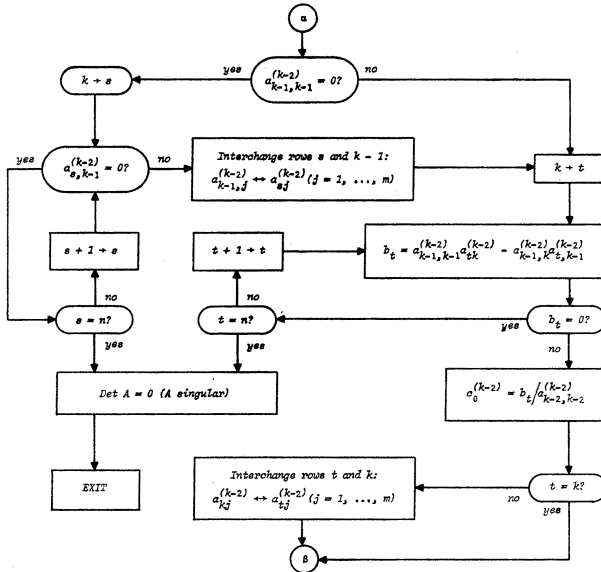 α
yes
no
k → s
a_{k-1,k-1}^{(k-2)} = 0?
yes
a_{s,k-1}^{(k-2)} = 0?
no
Interchange rows s and k - 1:
a_{k-1,j}^{(k-2)} ↔ a_{sj}^{(k-2)} (j = 1, ..., m)
k → t
s + 1 → s
t + 1 → t
b_t = a_{k-1,k-1}^{(k-2)} a_{tk}^{(k-2)} - a_{k-1,k}^{(k-2)} a_{t,k-1}^{(k-2)}
no
no
s = n?
t = n?
yes
b_t = 0?
yes
yes
no
Det A = 0 (A singular)
c_0^{(k-2)} = b_t/a_{k-2,k-2}^{(k-2)}
EXIT
Interchange rows t and k:
a_{kj}^{(k-2)} ↔ a_{tj}^{(k-2)} (j = 1, ..., m)
no
t = k?
yes
β